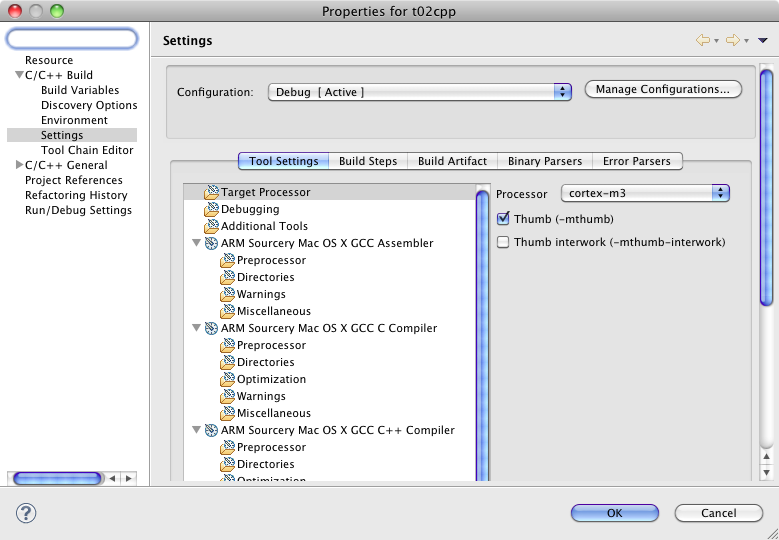 Properties for t02cpp
Resource
C/C++ Build
Build Variables
Discovery Options
Environment
Settings
Tool Chain Editor
C/C++ General
Project References
Refactoring History
Run/Debug Settings
Settings
Configuration: Debug [ Active ] Manage Configurations...
Tool Settings Build Steps Build Artifact Binary Parsers Error Parsers
Target Processor
Debugging
Additional Tools
ARM Sourcery Mac OS X GCC Assembler
Preprocessor
Directories
Warnings
Miscellaneous
ARM Sourcery Mac OS X GCC C Compiler
Preprocessor
Directories
Optimization
Warnings
Miscellaneous
ARM Sourcery Mac OS X GCC C++ Compiler
Preprocessor
Directories
Optimization
Processor cortex-m3
Thumb (-mthumb)
Thumb interwork (-mthumb-interwork)
? OK Cancel